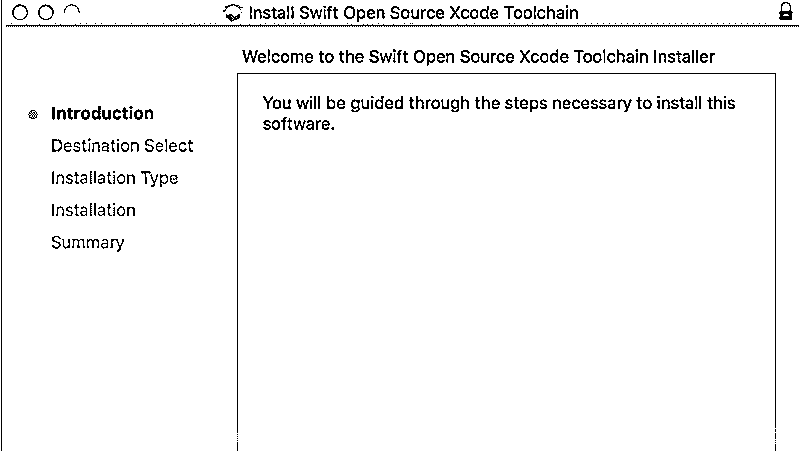 Install Swift Open Source Xcode Toolchain
Welcome to the Swift Open Source Xcode Toolchain Installer
Introduction
Destination Select
Installation Type
Installation
Summary
You will be guided through the steps necessary to install this
software.